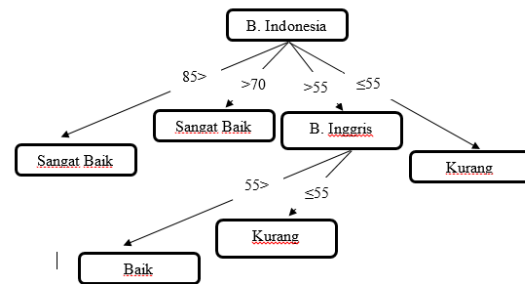 B. Indonesia
85>
>70
>55
≤55
Sangat Baik
Sangat Baik
B. Inggris
Kurang
55>
≤55
Baik
Kurang